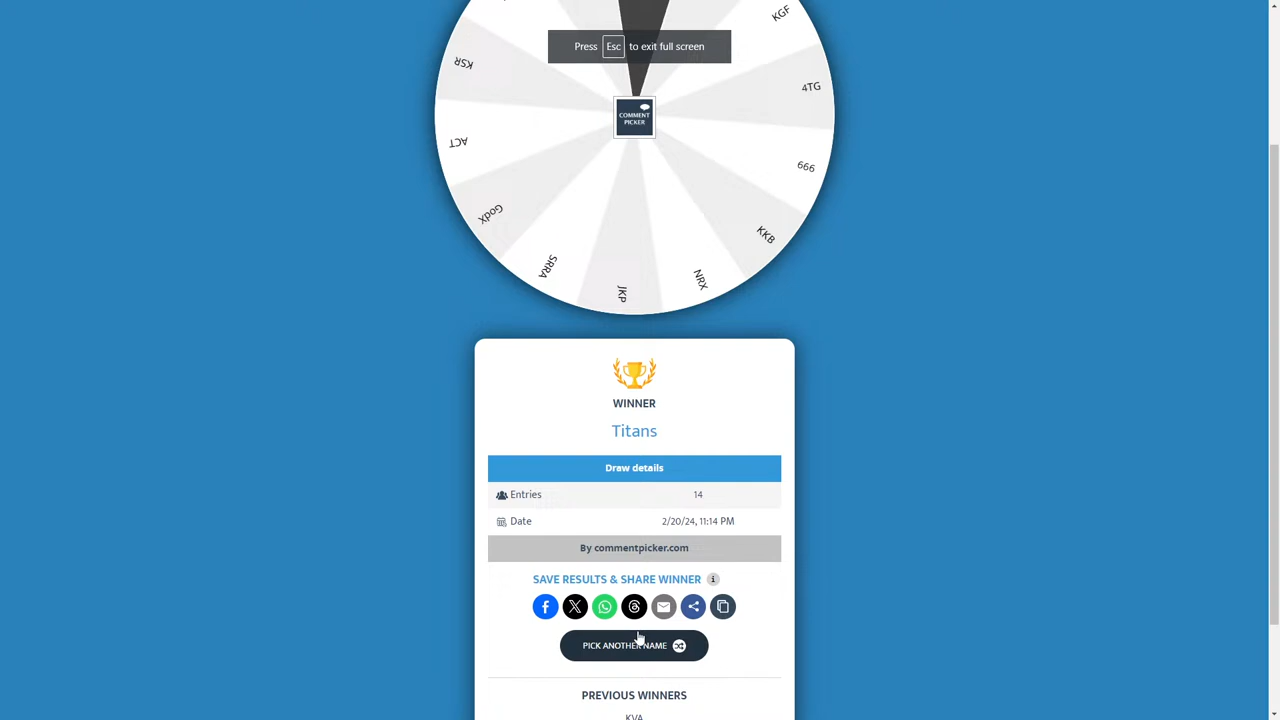 KGF
Press Esc to exit full screen
KSR
4TG
COMMENT
PICKER
ACT
999
GodX
KKB
SRRA
NRX
JKP
WINNER
Titans
Draw details
Entries 14
Date 2/20/24, 11:14 PM
By commentpicker.com
SAVE RESULTS & SHARE WINNER i
PICK ANOTHER NAME
PREVIOUS WINNERS
KVA